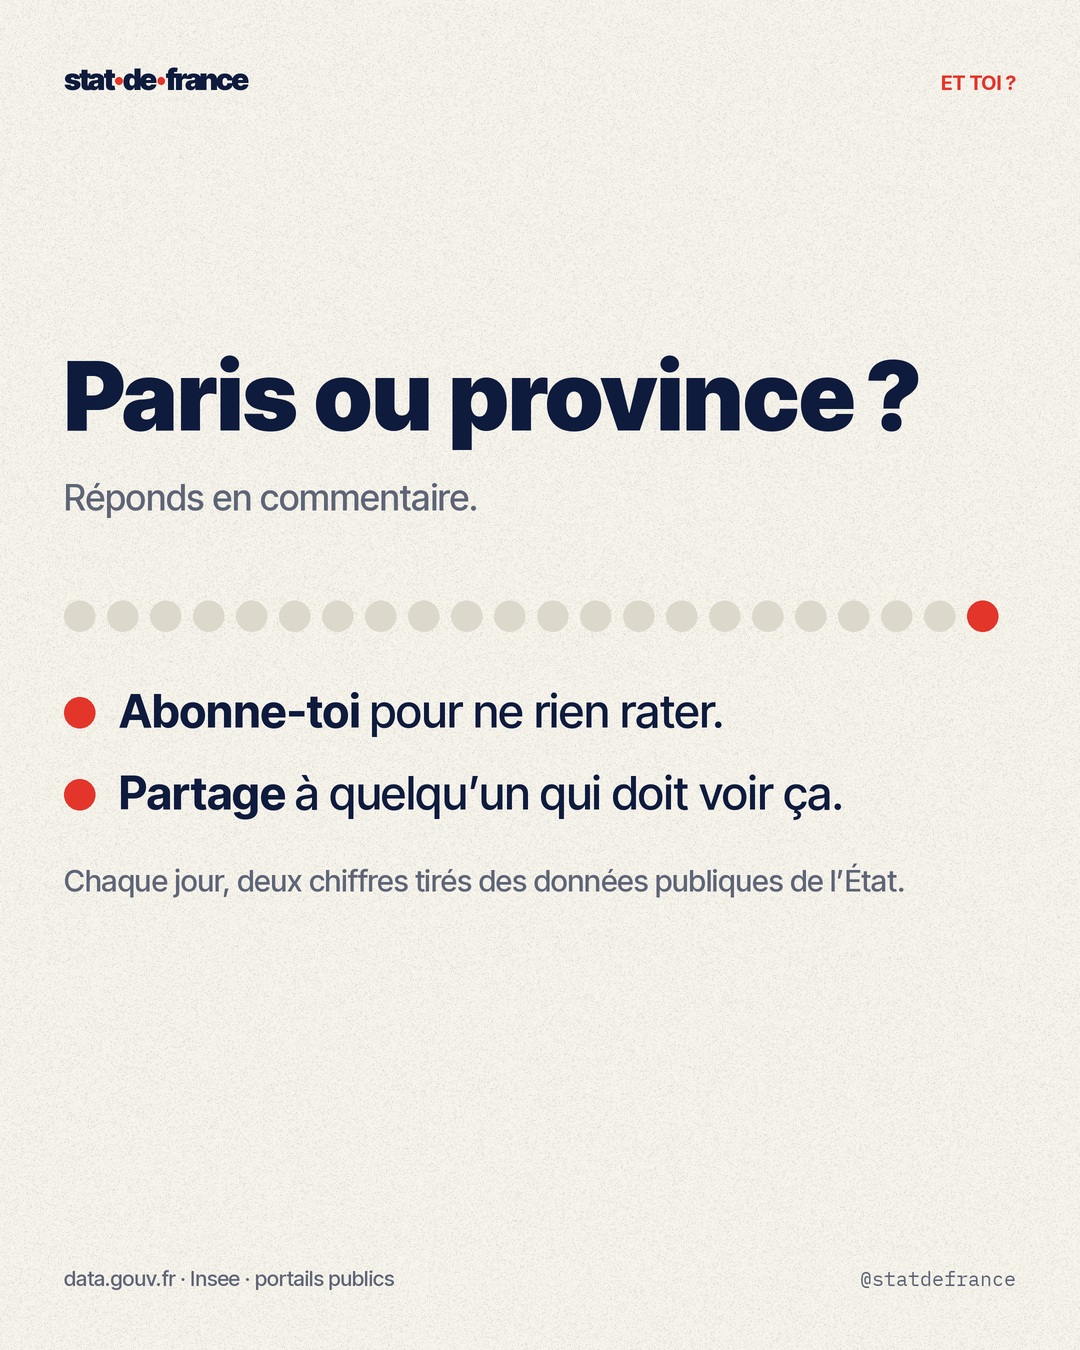 stat•de•france
ET TOI ?
Paris ou province ?
Réponds en commentaire.
Abonne-toi pour ne rien rater.
Partage à quelqu’un qui doit voir ça.
Chaque jour, deux chiffres tirés des données publiques de l’État.
data.gouv.fr · Insee · portails publics
@statdefrance